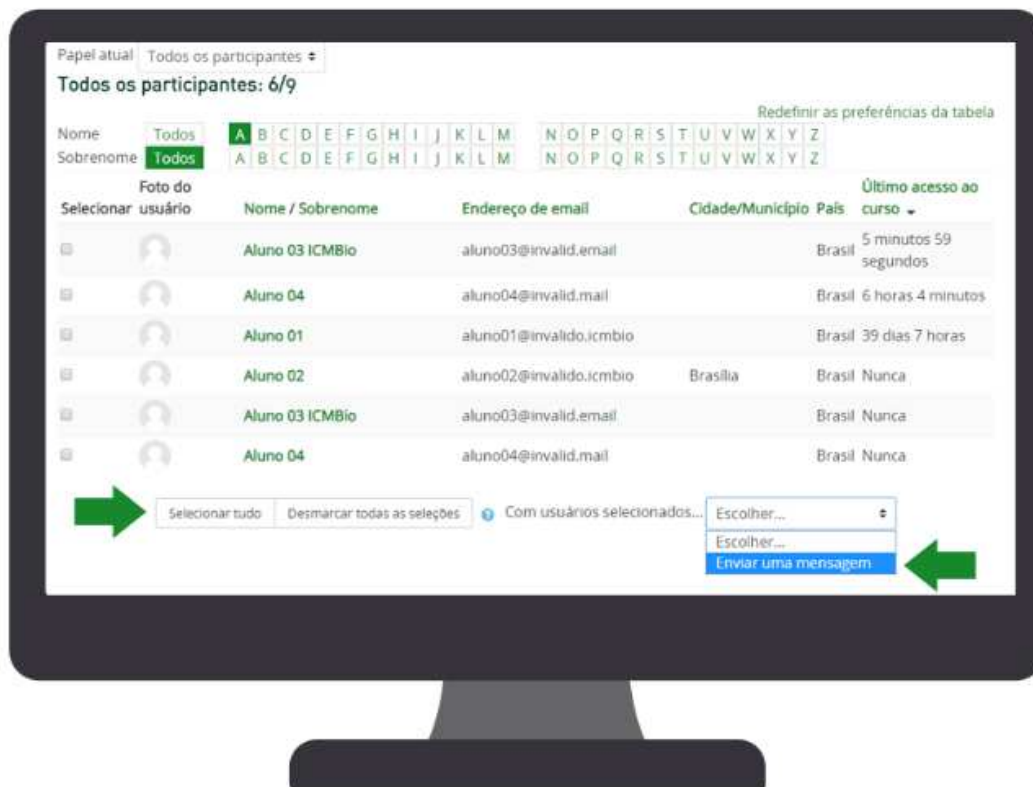 Papel atual Todos os participantes
Todos os participantes: 6/9
Redefinir as preferências da tabela
Nome Todos A B C D E F G H I J K L M N O P Q R S T U V W X Y Z
Sobrenome Todos A B C D E F G H I J K L M N O P Q R S T U V W X Y Z
Selecionar Foto do usuário Nome / Sobrenome Endereço de email Cidade/Município País Último acesso ao curso
Aluno 03 ICMBio aluno03@invalid.email Brasil 5 minutos 59 segundos
Aluno 04 aluno04@invalid.mail Brasil 6 horas 4 minutos
Aluno 01 aluno01@invalido.icmbio Brasil 39 dias 7 horas
Aluno 02 aluno02@invalido.icmbio Brasília Brasil Nunca
Aluno 03 ICMBio aluno03@invalid.email Brasil Nunca
Aluno 04 aluno04@invalid.mail Brasil Nunca
Selecionar tudo Desmarcar todas as seleções ? Com usuários selecionados... Escolher...
Escolher...
Enviar uma mensagem